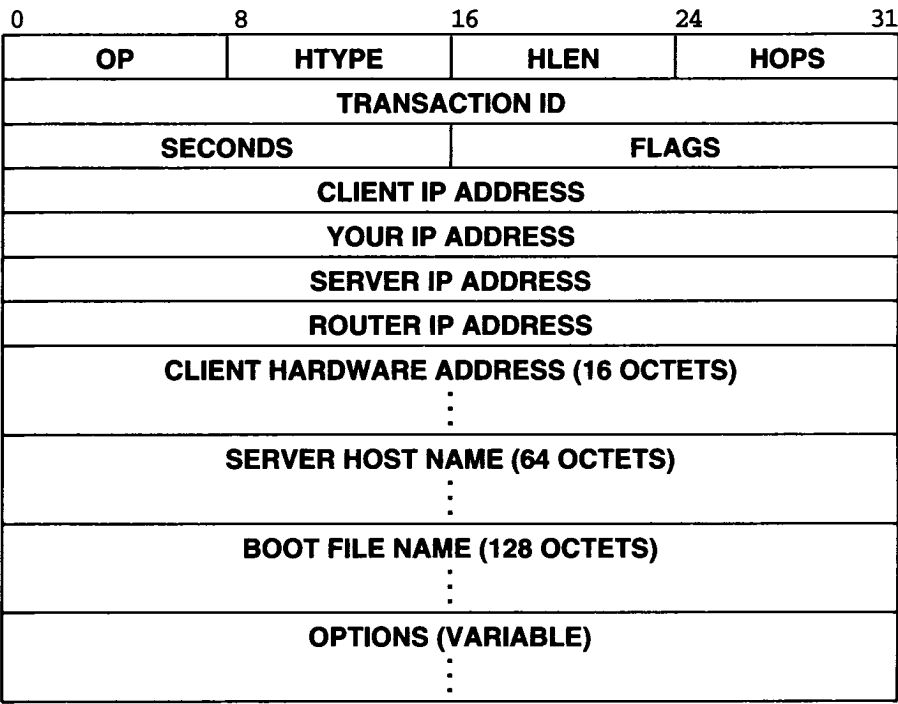 0 8 16 24 31
OP HTYPE HLEN HOPS
TRANSACTION ID
SECONDS FLAGS
CLIENT IP ADDRESS
YOUR IP ADDRESS
SERVER IP ADDRESS
ROUTER IP ADDRESS
CLIENT HARDWARE ADDRESS (16 OCTETS)
SERVER HOST NAME (64 OCTETS)
BOOT FILE NAME (128 OCTETS)
OPTIONS (VARIABLE)